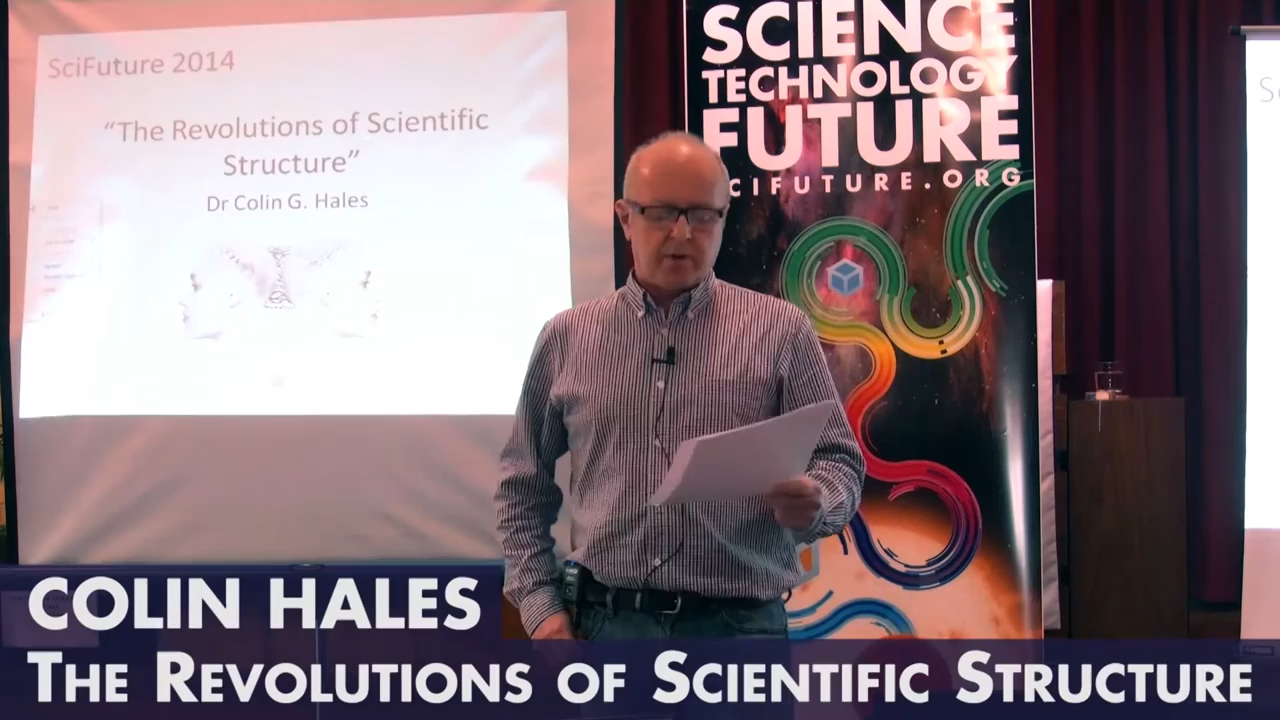 SciFuture 2014
“The Revolutions of Scientific
Structure”
Dr Colin G. Hales
SCIENCE
TECHNOLOGY
FUTURE
CIFUTURE.ORG
COLIN HALES
THE REVOLUTIONS OF SCIENTIFIC STRUCTURE